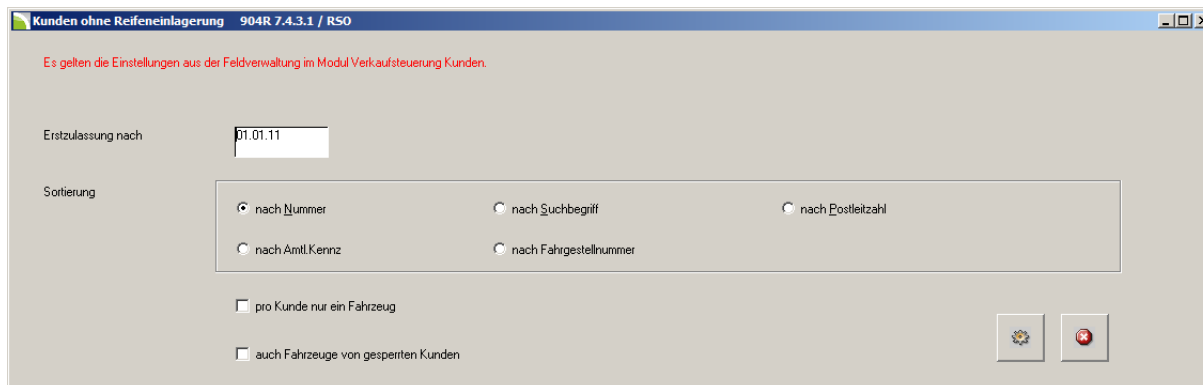 Kunden ohne Reifeneinlagerung 904R 7.4.3.1 / RSO
Es gelten die Einstellungen aus der Feldverwaltung im Modul Verkaufsteuerung Kunden.
Erstzulassung nach 01.01.11
Sortierung
nach Nummer nach Suchbegriff nach Postleitzahl
nach Amtl.Kennz nach Fahrgestellnummer
pro Kunde nur ein Fahrzeug
auch Fahrzeuge von gesperrten Kunden